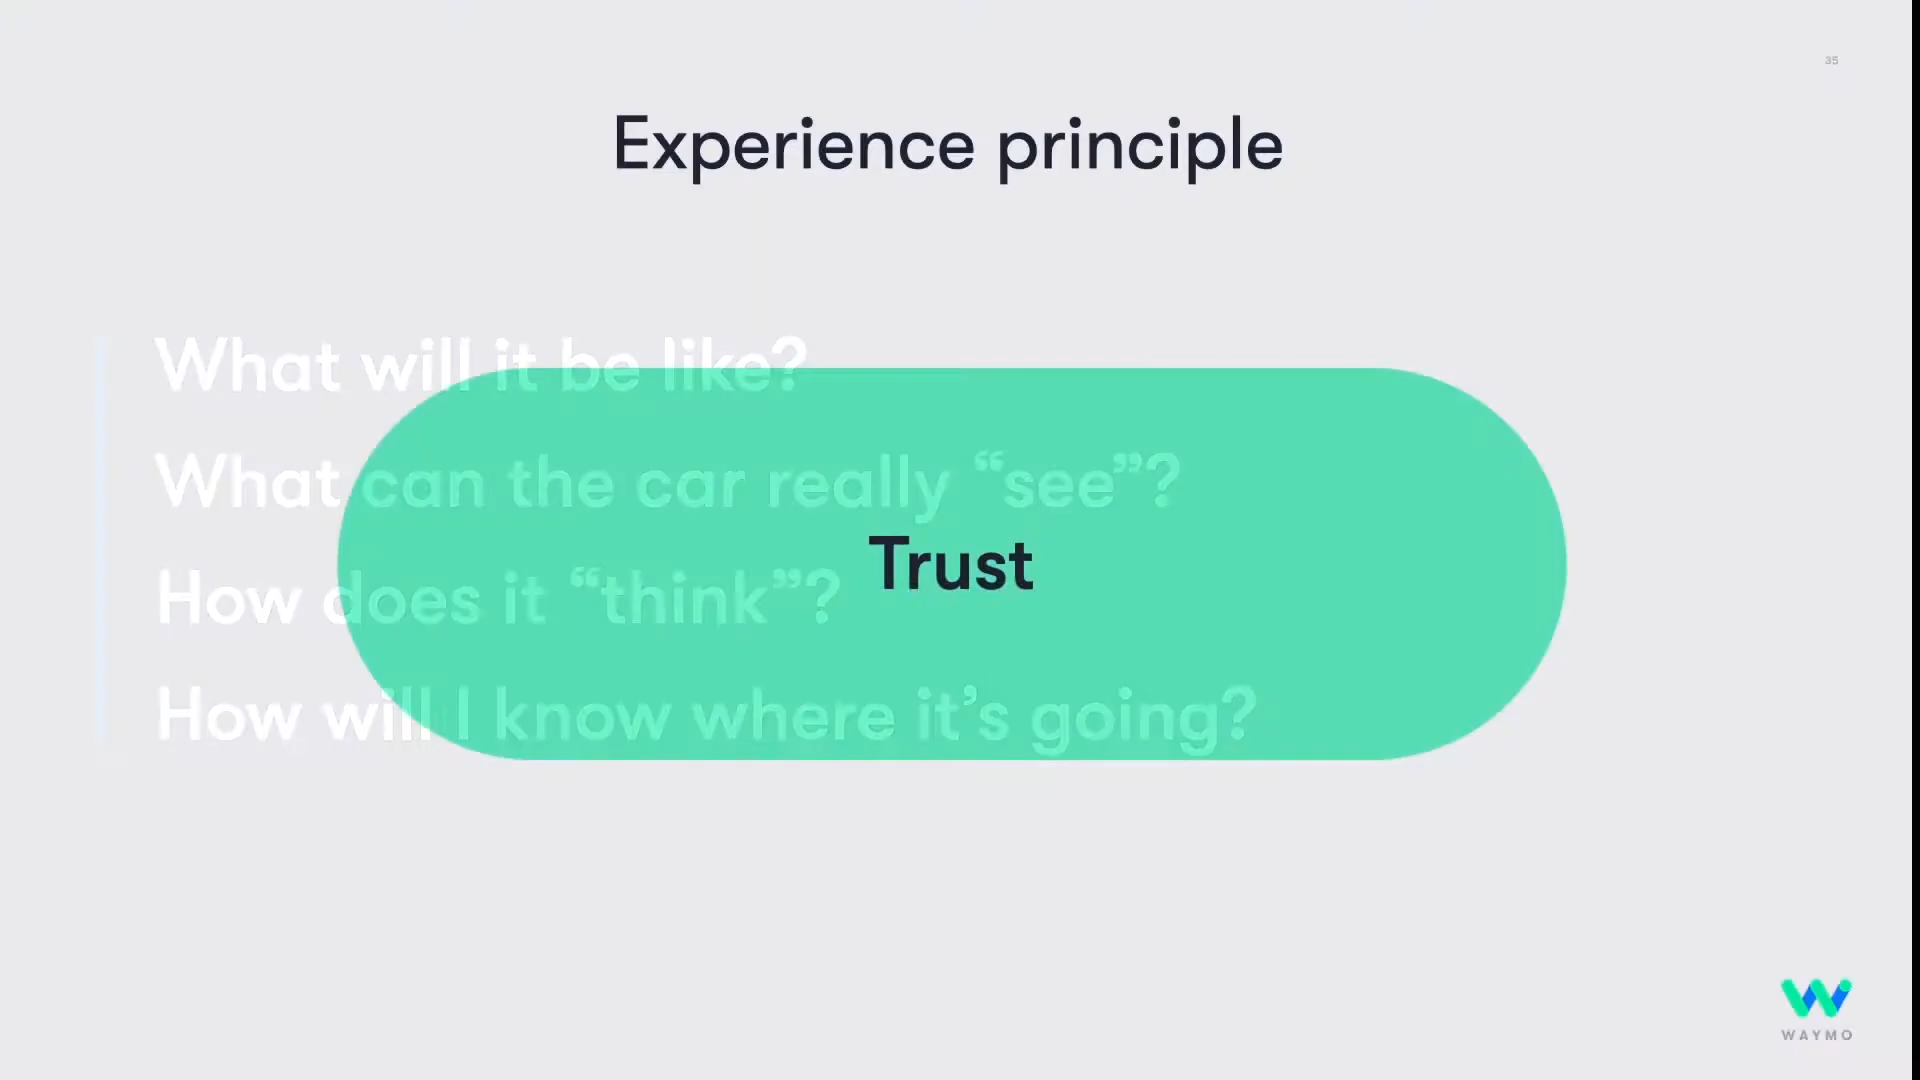 35
Experience principle
What will it be like?
What can the car really “see”?
Trust
How does it “think”?
How will I know where it’s going?
WAYMO